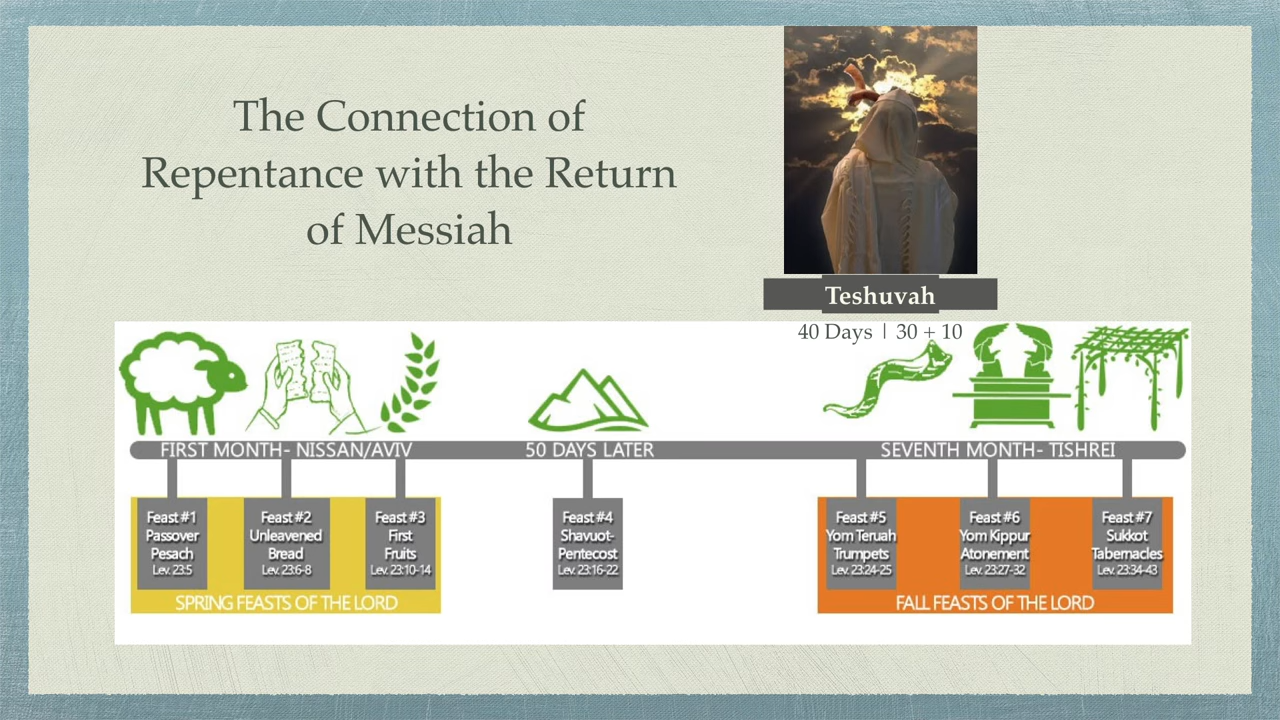 The Connection of
Repentance with the Return
of Messiah
Teshuvah
40 Days | 30 + 10
FIRST MONTH- NISSAN/AVIV
50 DAYS LATER
SEVENTH MONTH- TISHREI
Feast #1
Passover
Pesach
Lev. 23:5
Feast #2
Unleavened
Bread
Lev. 23:6-8
Feast #3
First
Fruits
Lev. 23:10-14
SPRING FEASTS OF THE LORD
Feast #4
Shavuot-
Pentecost
Lev. 23:16-22
Feast #5
Yom Teruah
Trumpets
Lev. 23:24-25
Feast #6
Yom Kippur
Atonement
Lev. 23:27-32
Feast #7
Sukkot
Tabernacles
Lev. 23:34-43
FALL FEASTS OF THE LORD